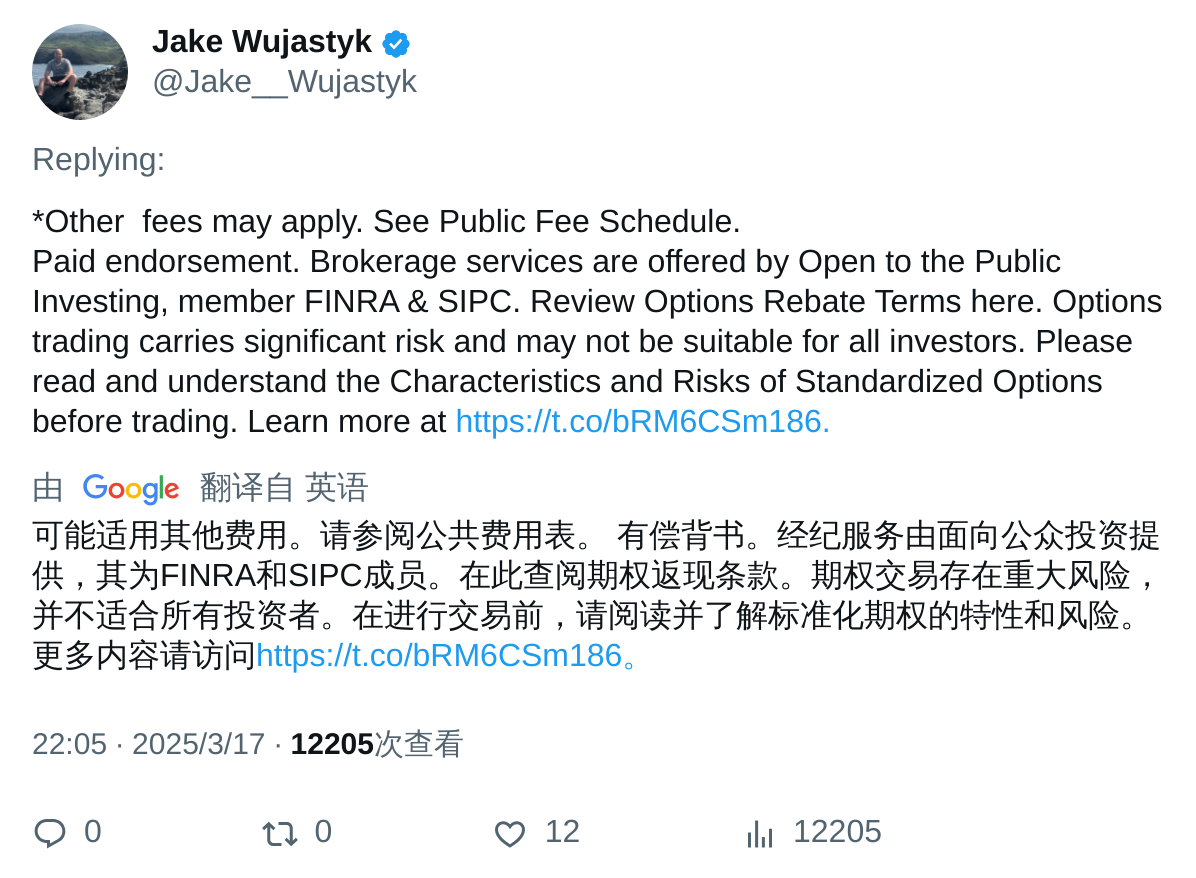 Jake Wujastyk
@Jake__Wujastyk
Replying:
*Other  fees may apply. See Public Fee Schedule.
Paid endorsement. Brokerage services are offered by Open to the Public
Investing, member FINRA & SIPC. Review Options Rebate Terms here. Options
trading carries significant risk and may not be suitable for all investors. Please
read and understand the Characteristics and Risks of Standardized Options
before trading. Learn more at https://t.co/bRM6CSm186.
由 Google 翻译自 英语
可能适用其他费用。请参阅公共费用表。 有偿背书。经纪服务由面向公众投资提
供，其为FINRA和SIPC成员。在此查阅期权返现条款。期权交易存在重大风险，
并不适合所有投资者。在进行交易前，请阅读并了解标准化期权的特性和风险。
更多内容请访问https://t.co/bRM6CSm186。
22:05 · 2025/3/17 · 12205次查看
0 0 12 12205